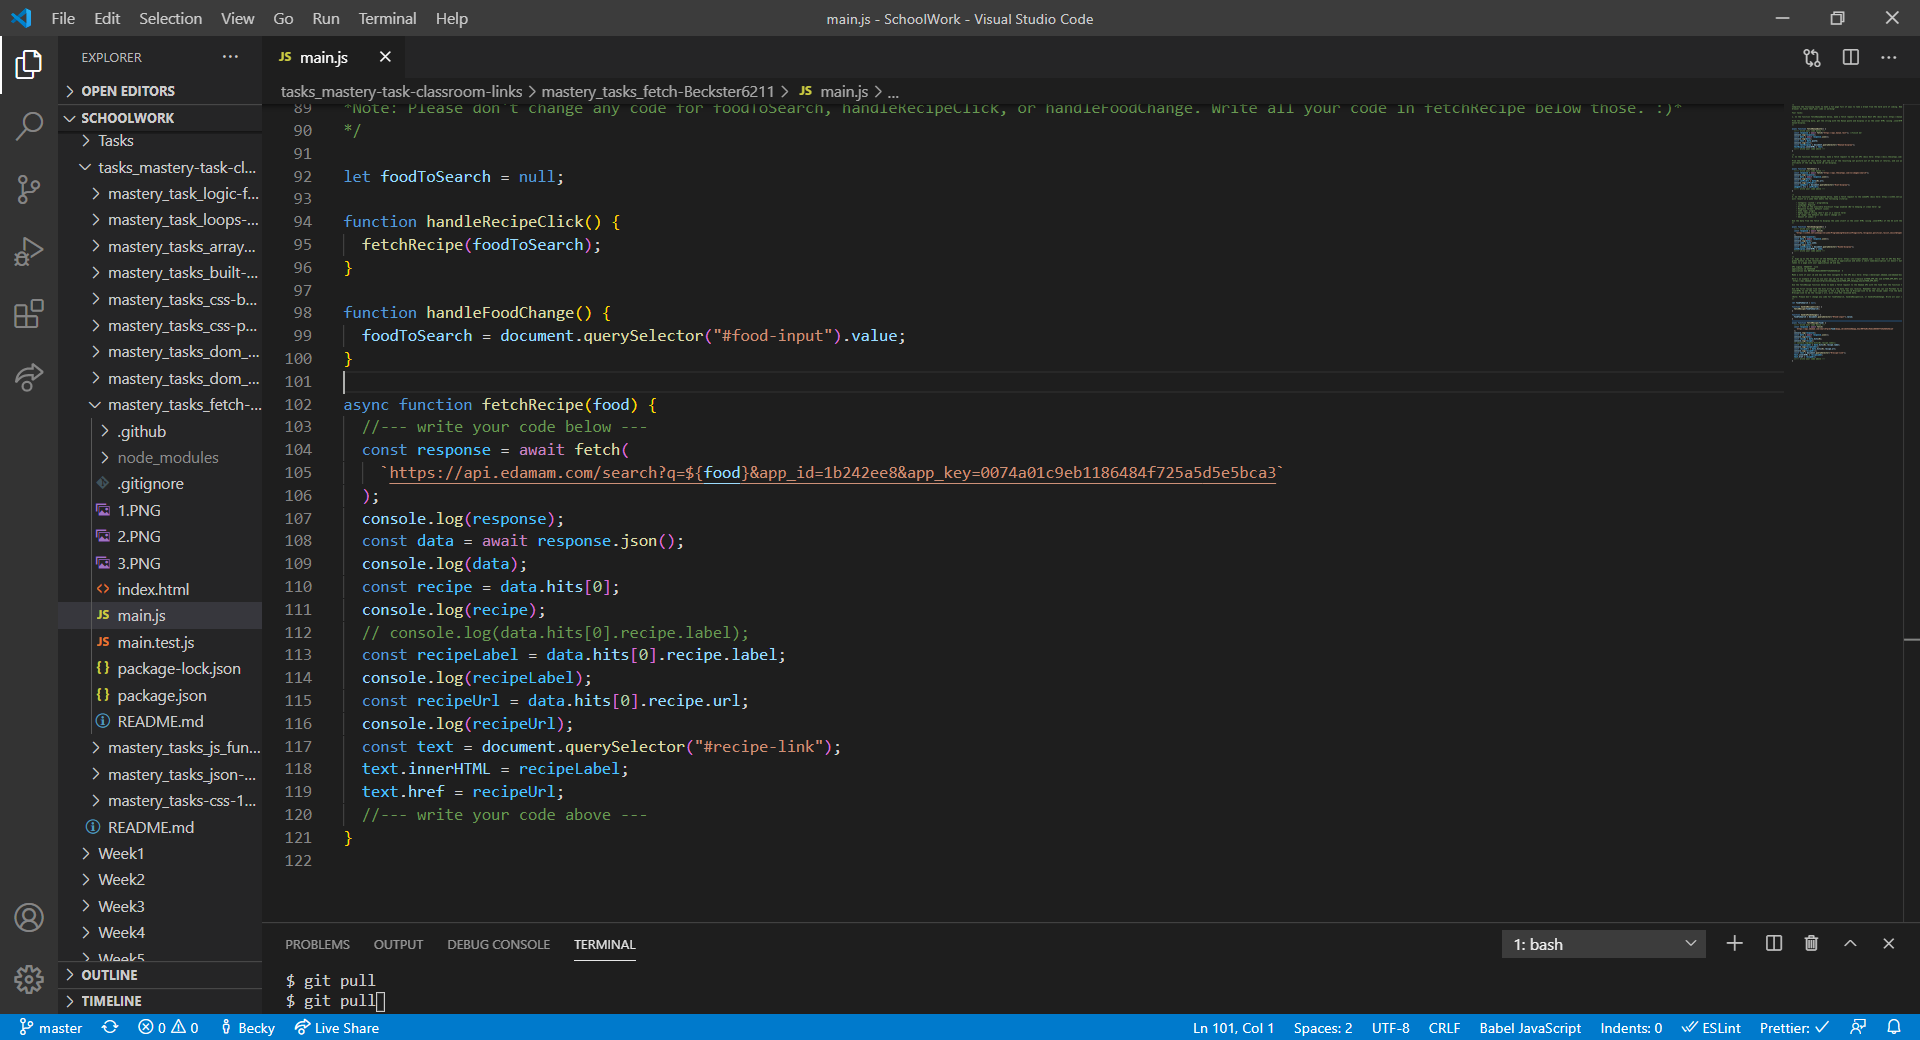 File Edit Selection View Go Run Terminal Help
main.js - SchoolWork - Visual Studio Code
EXPLORER
OPEN EDITORS
SCHOOLWORK
Tasks
tasks_mastery-task-cl...
mastery_task_logic-f...
mastery_task_loops-...
mastery_tasks_array...
mastery_tasks_built-...
mastery_tasks_css-b...
mastery_tasks_css-p...
mastery_tasks_dom_...
mastery_tasks_dom_...
mastery_tasks_fetch-...
.github
node_modules
.gitignore
1.PNG
2.PNG
3.PNG
index.html
JS main.js
JS main.test.js
{} package-lock.json
{} package.json
README.md
mastery_tasks_js_fun...
mastery_tasks_json-...
mastery_tasks-css-1...
README.md
Week1
Week2
Week3
Week4
Week5
OUTLINE
TIMELINE
JS main.js
tasks_mastery-task-classroom-links > mastery_tasks_fetch-Beckster6211 > JS main.js > ...
89 *Note: Please don't change any code for foodToSearch, handleRecipeClick, or handleFoodChange. Write all your code in fetchRecipe below those. :)*
90 */
91
92 let foodToSearch = null;
93
94 function handleRecipeClick() {
95 fetchRecipe(foodToSearch);
96 }
97
98 function handleFoodChange() {
99 foodToSearch = document.querySelector("#food-input").value;
100 }
101
102 async function fetchRecipe(food) {
103 //--- write your code below ---
104 const response = await fetch(
105 `https://api.edamam.com/search?q=${food}&app_id=1b242ee8&app_key=0074a01c9eb1186484f725a5d5e5bca3`
106 );
107 console.log(response);
108 const data = await response.json();
109 console.log(data);
110 const recipe = data.hits[0];
111 console.log(recipe);
112 // console.log(data.hits[0].recipe.label);
113 const recipeLabel = data.hits[0].recipe.label;
114 console.log(recipeLabel);
115 const recipeUrl = data.hits[0].recipe.url;
116 console.log(recipeUrl);
117 const text = document.querySelector("#recipe-link");
118 text.innerHTML = recipeLabel;
119 text.href = recipeUrl;
120 //--- write your code above ---
121 }
122
PROBLEMS OUTPUT DEBUG CONSOLE TERMINAL
1: bash
$ git pull
$ git pull
master 0 0 Becky Live Share
Ln 101, Col 1 Spaces: 2 UTF-8 CRLF Babel JavaScript Indents: 0 ESLint Prettier: ✓